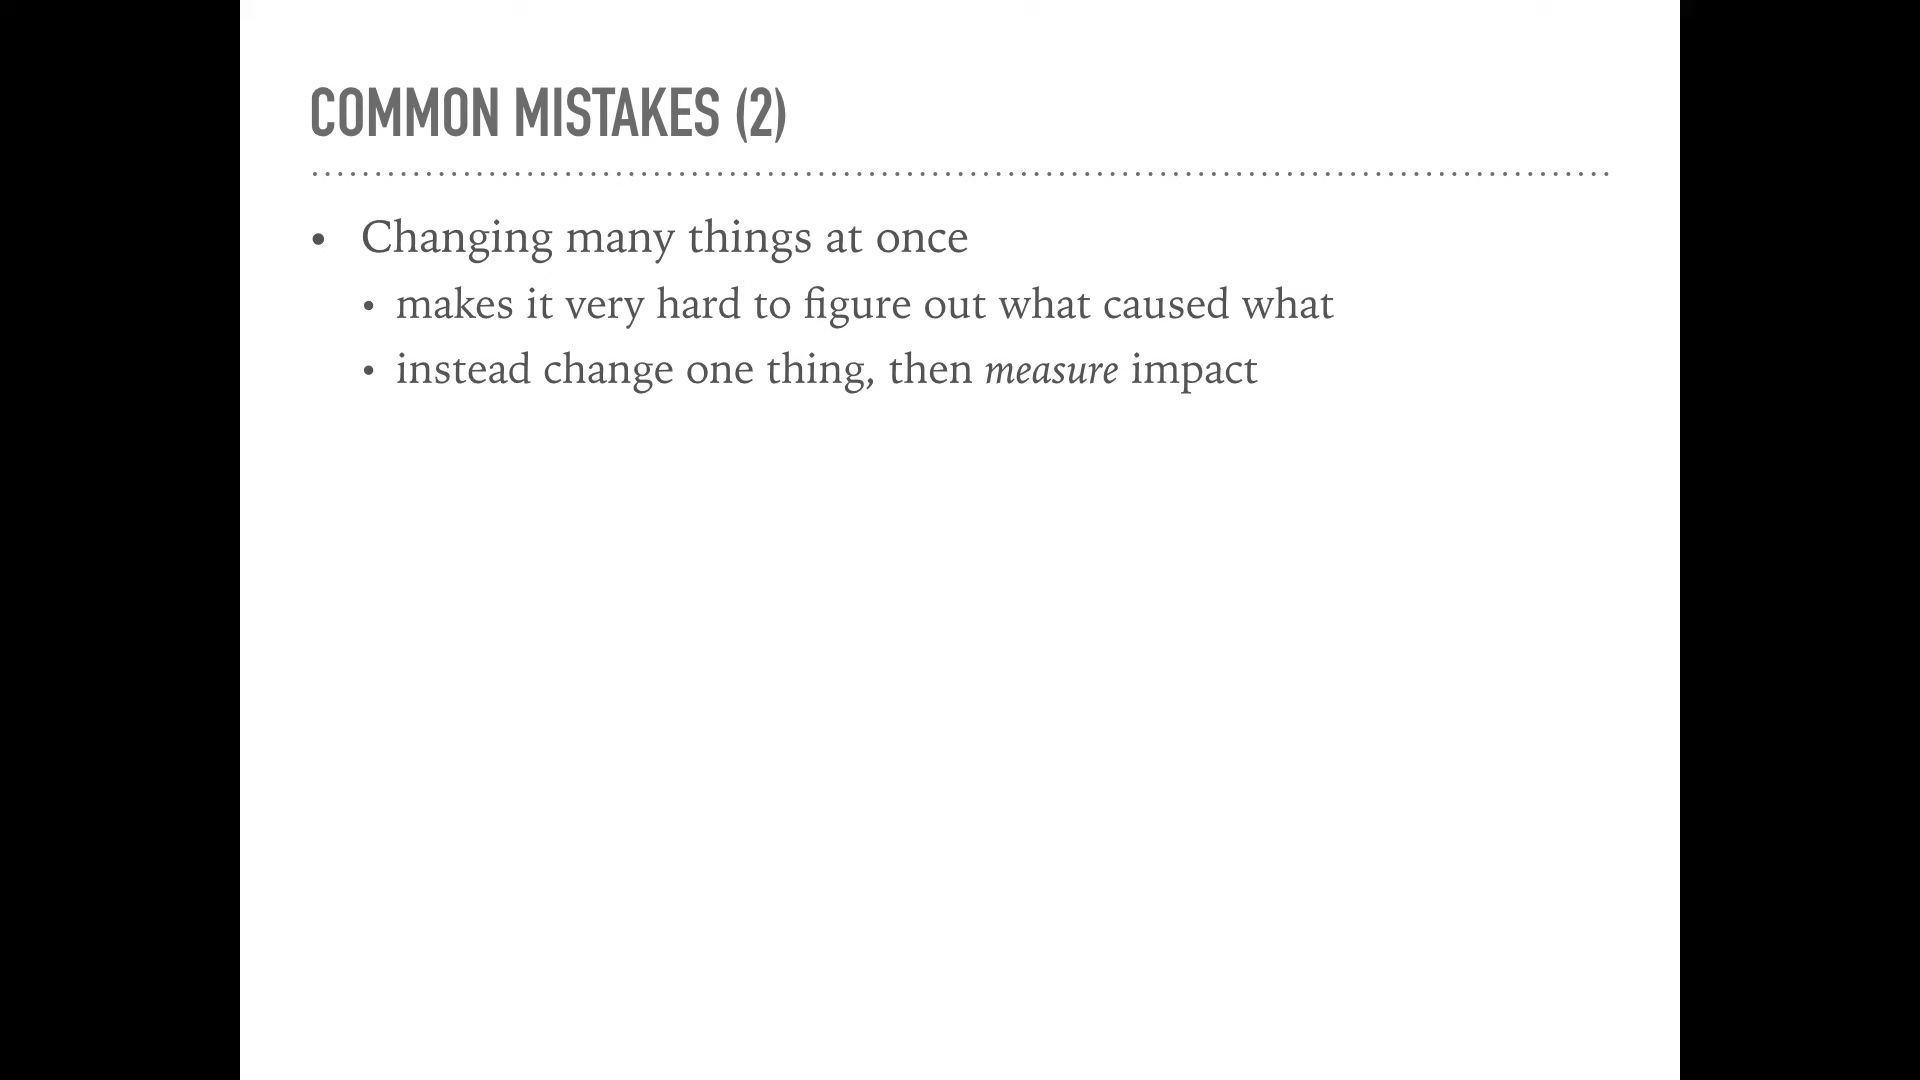 COMMON MISTAKES (2)
• Changing many things at once
• makes it very hard to figure out what caused what
• instead change one thing, then measure impact